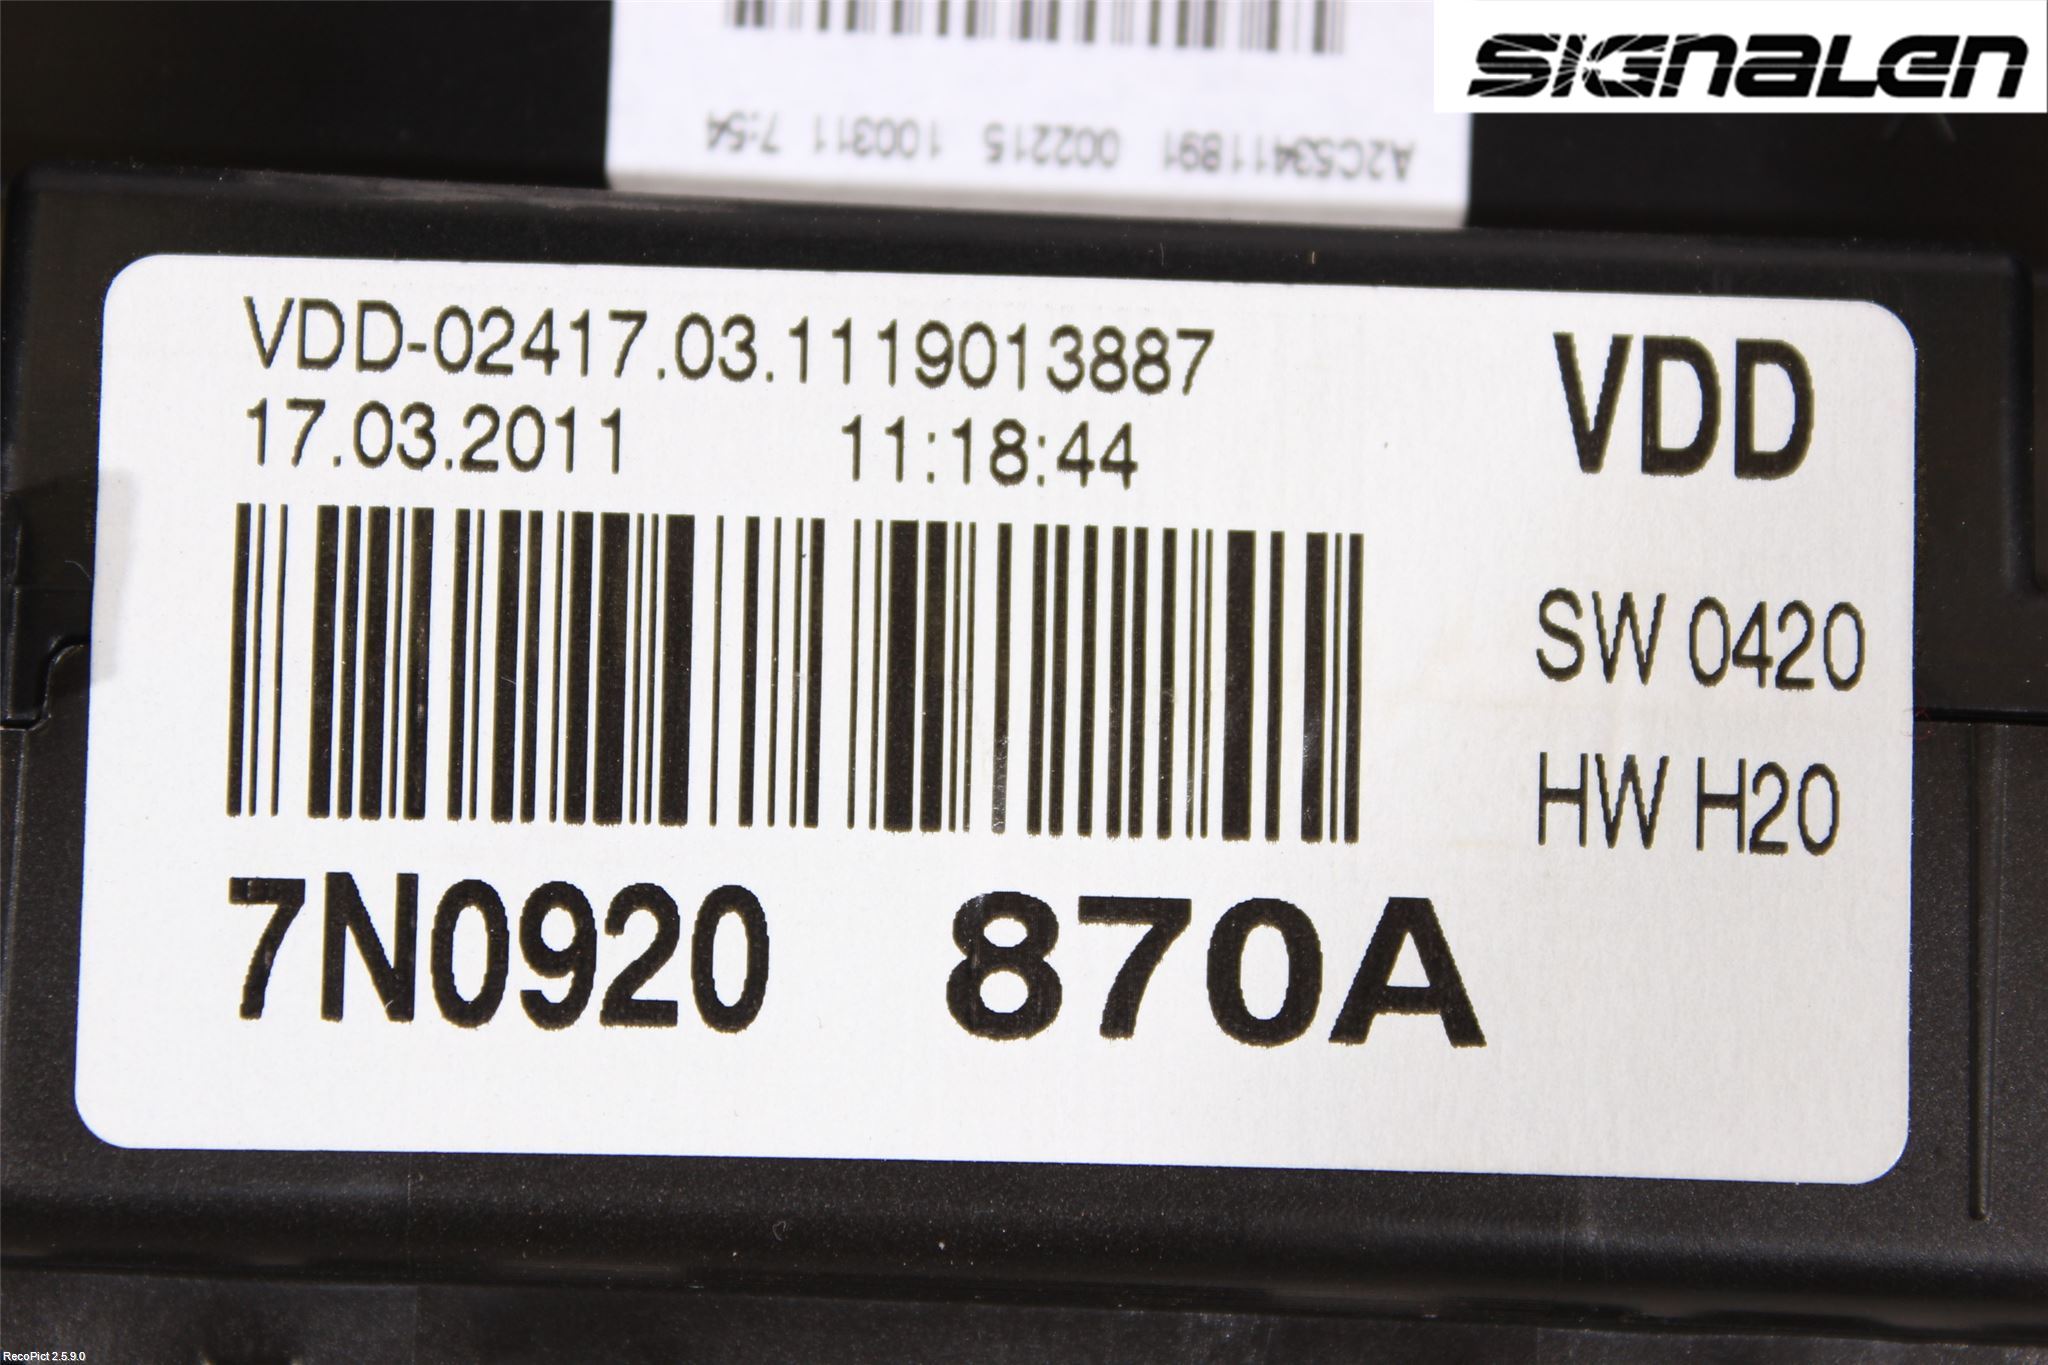 SIGNALEN
A2C53411891 002215 100311 7:54
VDD-02417.03.1119013887
17.03.2011 11:18:44
VDD
SW 0420
HW H20
7N0920 870A
RecoPict 2.5.9.0